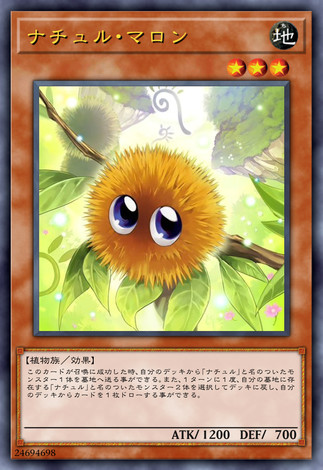 ナチュル・マロン
地
【植物族／効果】
このカードが召喚に成功した時、自分のデッキから「ナチュル」と名のついたモ
ンスター１体を墓地へ送る事ができる。また、１ターンに１度、自分の墓地に存在
する「ナチュル」と名のついたモンスター２体を選択してデッキに戻し、自分
のデッキからカードを１枚ドローする事ができる。
ATK/1200 DEF/ 700
24694698